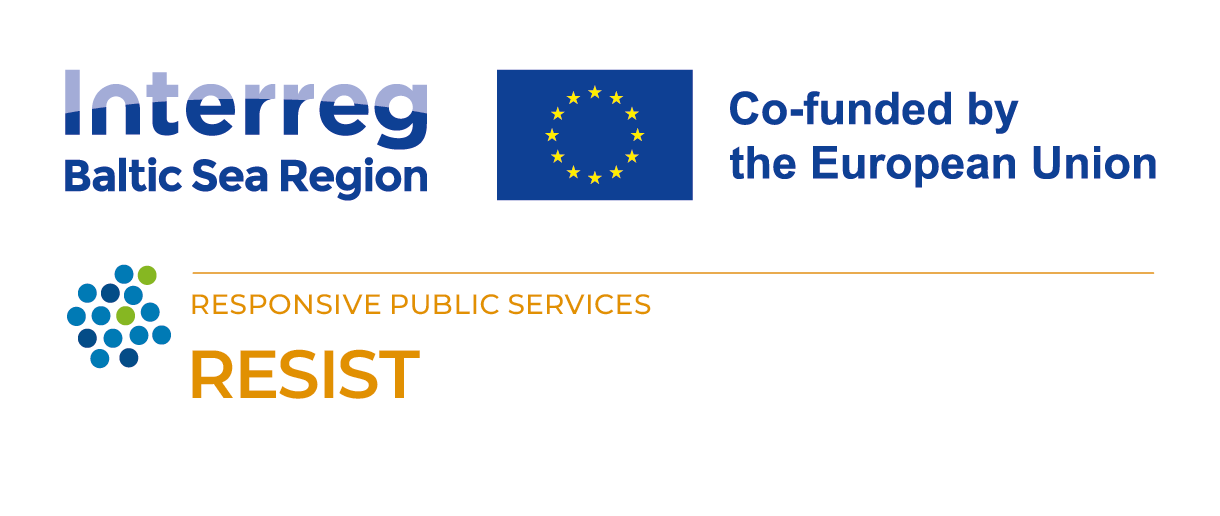 Interreg
Baltic Sea Region
Co-funded by
the European Union
RESPONSIVE PUBLIC SERVICES
RESIST